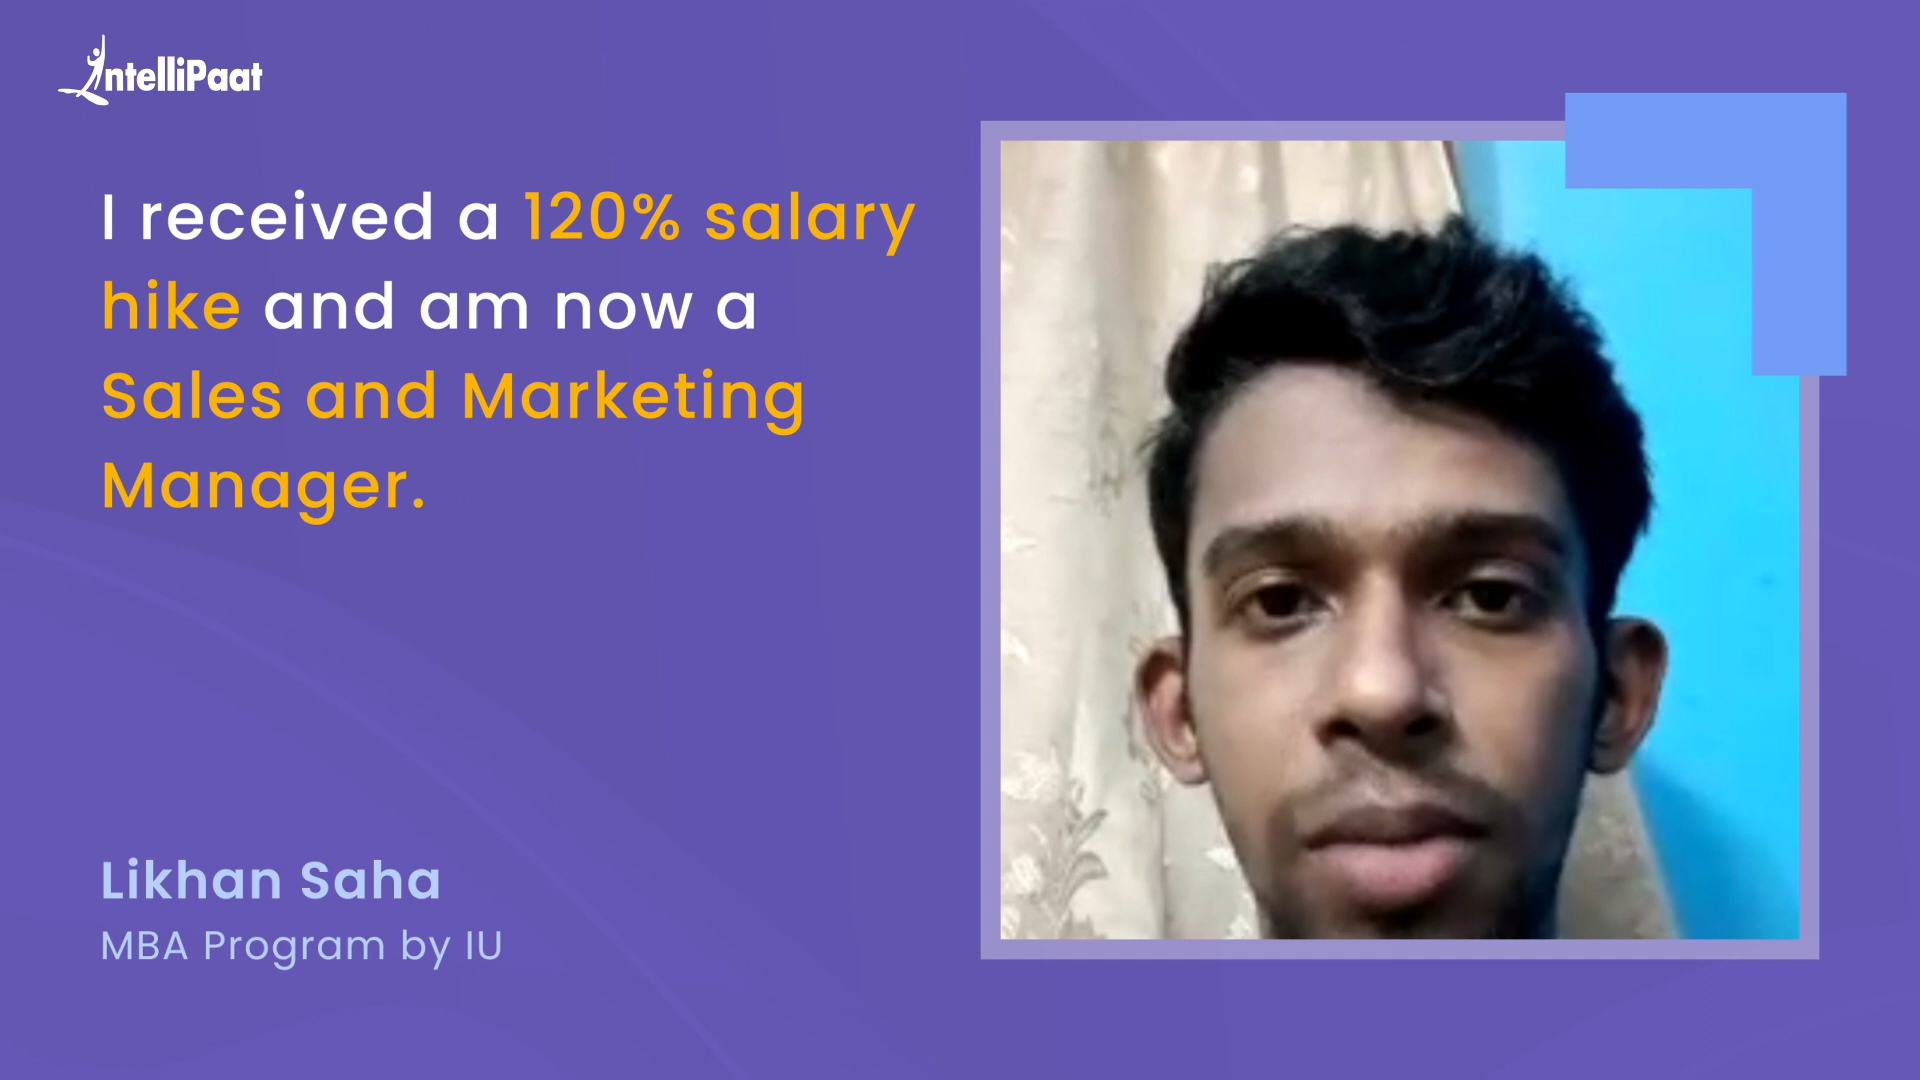 IntelliPaat
I received a 120% salary
hike and am now a
Sales and Marketing
Manager.
Likhan Saha
MBA Program by IU